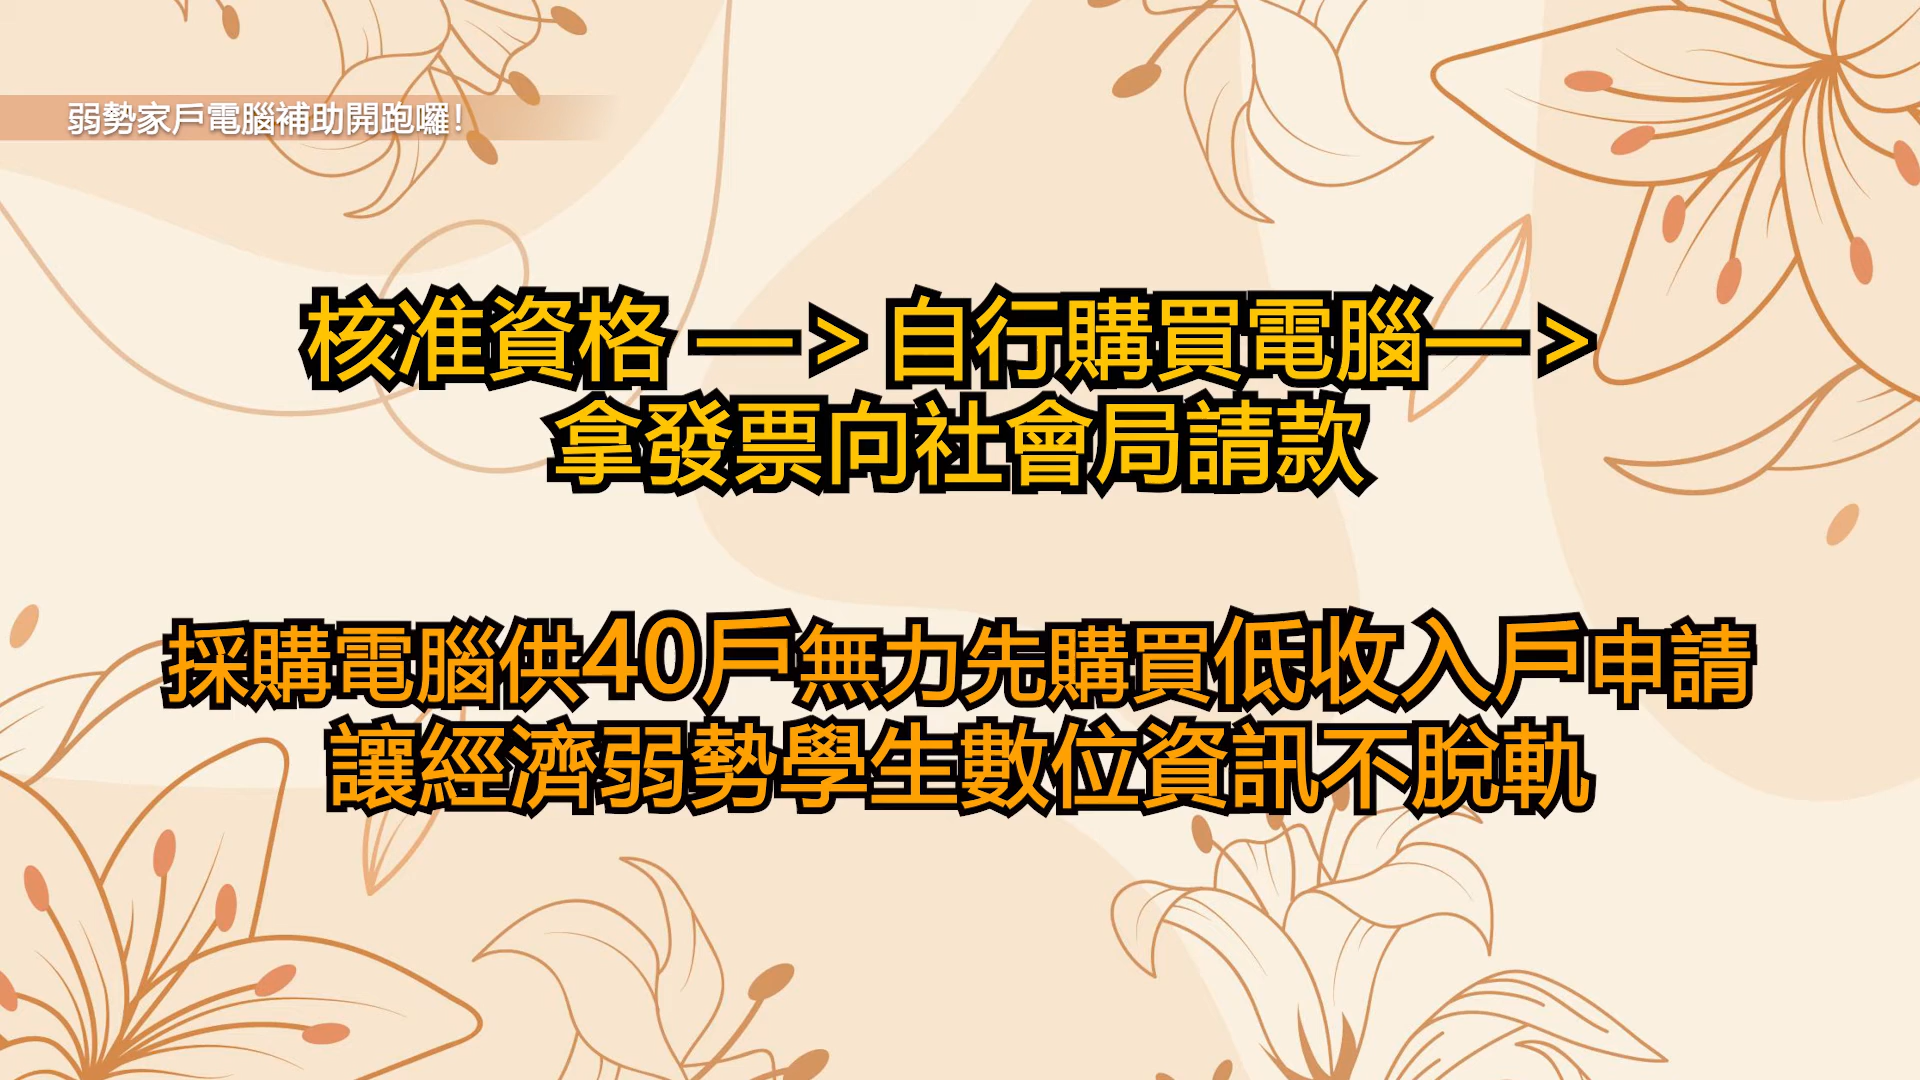 弱勢家戶電腦補助開跑囉！
核准資格 —＞自行購買電腦—＞
拿發票向社會局請款
採購電腦供40戶無力先購買低收入戶申請
讓經濟弱勢學生數位資訊不脫軌